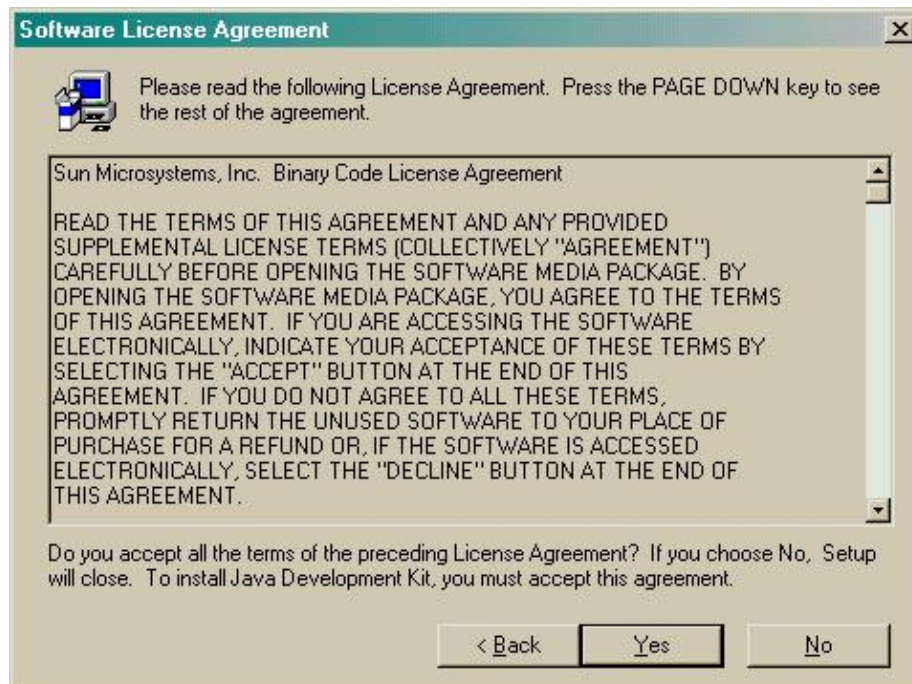 Software License Agreement
Please read the following License Agreement.  Press the PAGE DOWN key to see
the rest of the agreement.
Sun Microsystems, Inc.  Binary Code License Agreement
READ THE TERMS OF THIS AGREEMENT AND ANY PROVIDED
SUPPLEMENTAL LICENSE TERMS (COLLECTIVELY "AGREEMENT")
CAREFULLY BEFORE OPENING THE SOFTWARE MEDIA PACKAGE.  BY
OPENING THE SOFTWARE MEDIA PACKAGE, YOU AGREE TO THE TERMS
OF THIS AGREEMENT.  IF YOU ARE ACCESSING THE SOFTWARE
ELECTRONICALLY, INDICATE YOUR ACCEPTANCE OF THESE TERMS BY
SELECTING THE "ACCEPT" BUTTON AT THE END OF THIS
AGREEMENT.  IF YOU DO NOT AGREE TO ALL THESE TERMS,
PROMPTLY RETURN THE UNUSED SOFTWARE TO YOUR PLACE OF
PURCHASE FOR A REFUND OR, IF THE SOFTWARE IS ACCESSED
ELECTRONICALLY, SELECT THE "DECLINE" BUTTON AT THE END OF
THIS AGREEMENT.
Do you accept all the terms of the preceding License Agreement?  If you choose No,  Setup
will close.  To install Java Development Kit, you must accept this agreement.
< Back
Yes
No